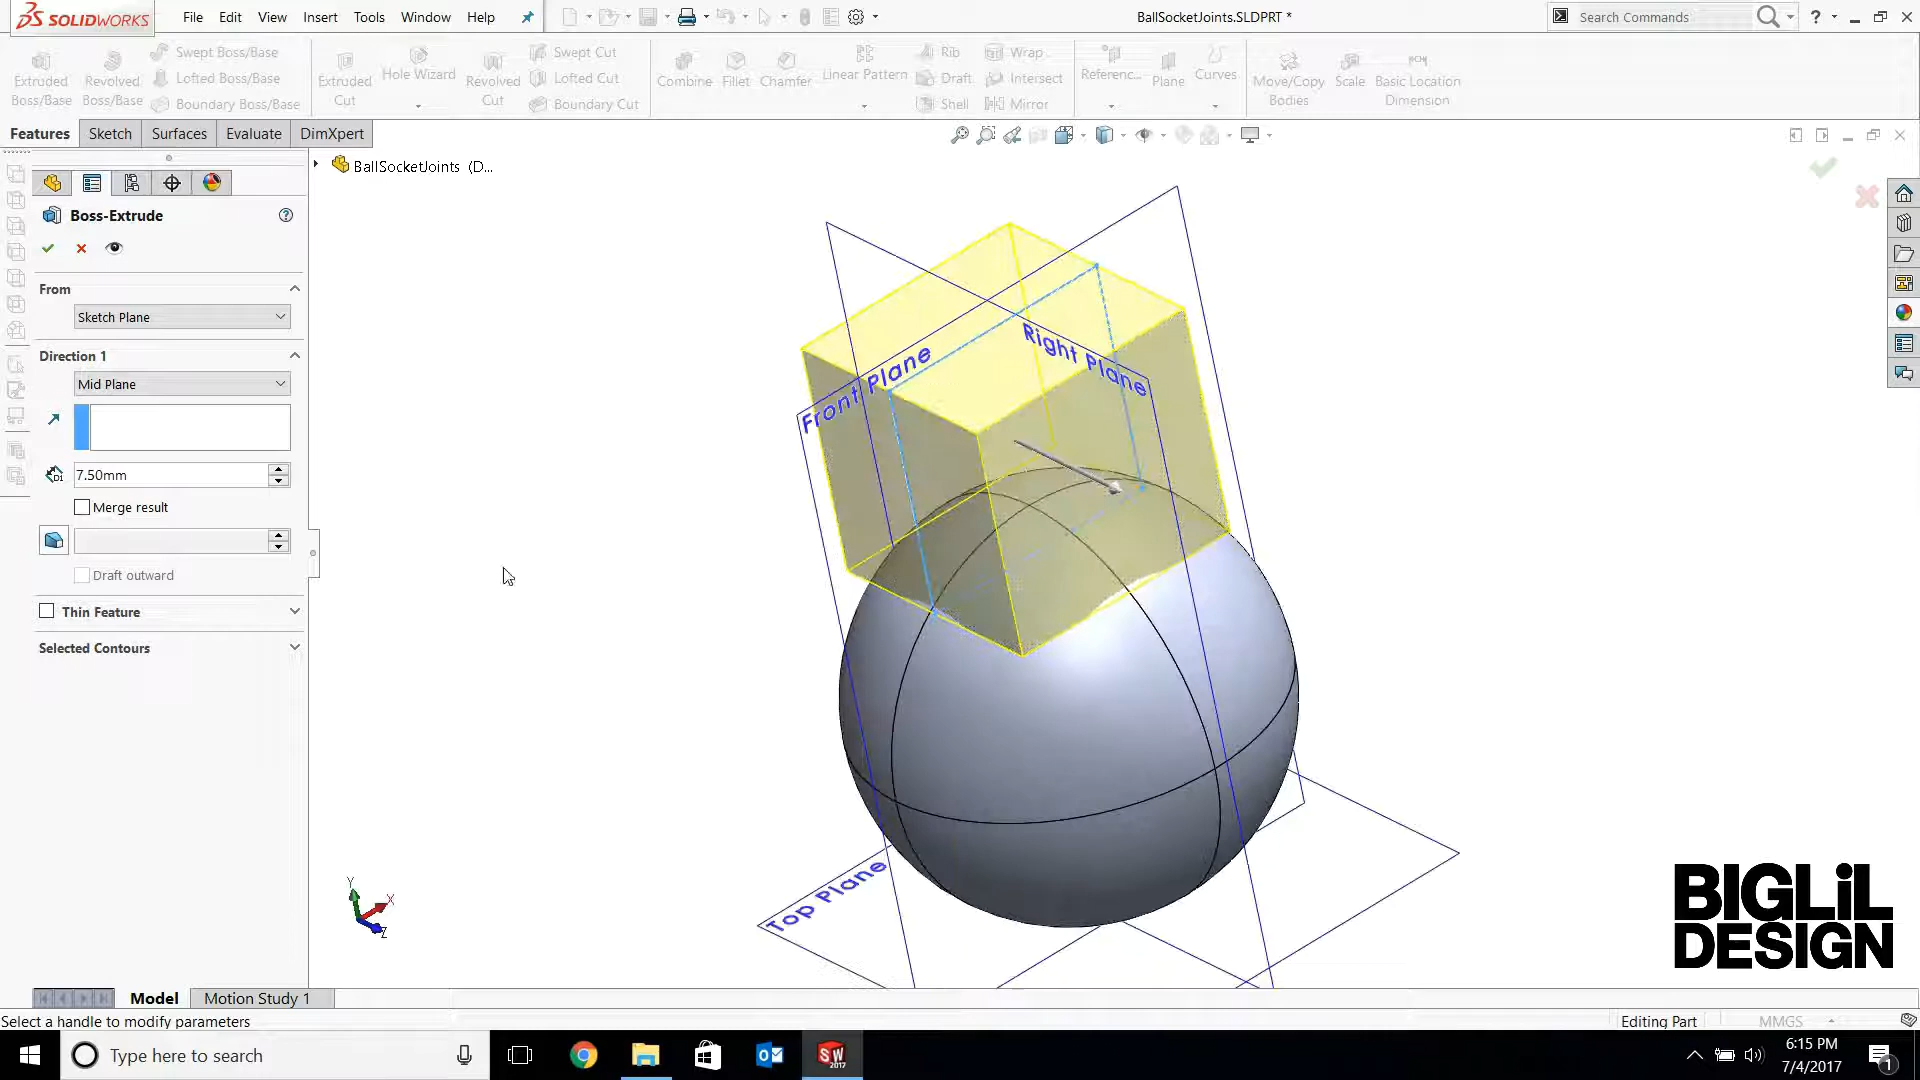 SOLIDWORKS File Edit View Insert Tools Window Help BallSocketJoints.SLDPRT * Search Commands ?
Extruded Boss/Base
Revolved Boss/Base
Swept Boss/Base
Lofted Boss/Base
Boundary Boss/Base
Extruded Cut
Hole Wizard
Revolved Cut
Swept Cut
Lofted Cut
Boundary Cut
Combine
Fillet
Chamfer
Linear Pattern
Rib
Draft
Shell
Wrap
Intersect
Mirror
Referenc...
Plane
Curves
Move/Copy Bodies
Scale
Basic Location Dimension
Features Sketch Surfaces Evaluate DimXpert
BallSocketJoints (D...
Boss-Extrude ?
From
Sketch Plane
Direction 1
Mid Plane
D1 7.50mm
Merge result
Draft outward
Thin Feature
Selected Contours
Front Plane
Right Plane
Top Plane
Y
X
Z
BIGLiL
DESIGN
Model Motion Study 1
Select a handle to modify parameters Editing Part MMGS
Type here to search
SW
2017
6:15 PM
7/4/2017
1